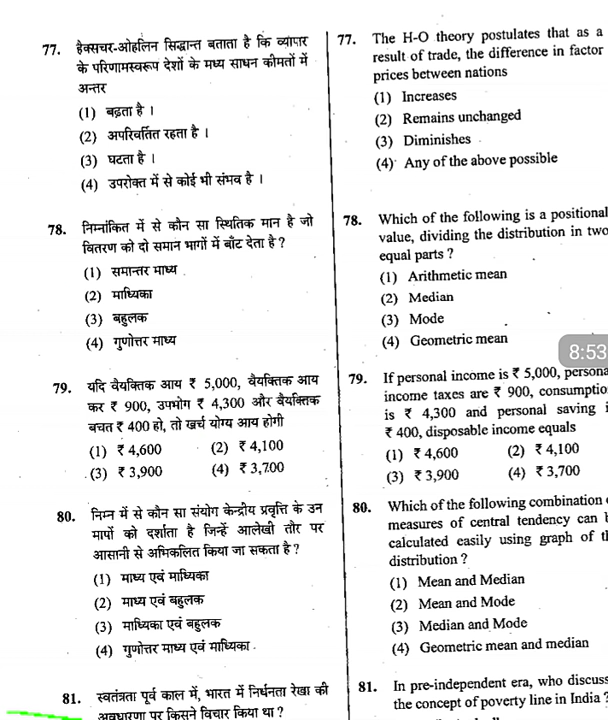 77. हेक्सचर-ओहलिन सिद्धान्त बताता है कि व्यापार
के परिणामस्वरूप देशों के मध्य साधन कीमतों में
अन्तर
(1) बढ़ता है ।
(2) अपरिवर्तित रहता है ।
(3) घटता है ।
(4) उपरोक्त में से कोई भी संभव है ।
78. निम्नांकित में से कौन सा स्थितिक मान है जो
वितरण को दो समान भागों में बाँट देता है ?
(1) समान्तर माध्य
(2) माध्यिका
(3) बहुलक
(4) गुणोत्तर माध्य
79. यदि वैयक्तिक आय ₹ 5,000, वैयक्तिक आय
कर ₹ 900, उपभोग ₹ 4,300 और वैयक्तिक
बचत ₹ 400 हो, तो खर्च योग्य आय होगी
(1) ₹ 4,600 (2) ₹ 4,100
(3) ₹ 3,900 (4) ₹ 3,700
80. निम्न में से कौन सा संयोग केन्द्रीय प्रवृत्ति के उन
मापों को दर्शाता है जिन्हें आलेखी तौर पर
आसानी से अभिकलित किया जा सकता है ?
(1) माध्य एवं माध्यिका
(2) माध्य एवं बहुलक
(3) माध्यिका एवं बहुलक
(4) गुणोत्तर माध्य एवं माध्यिका
81. स्वतंत्रता पूर्व काल में, भारत में निर्धनता रेखा की
अवधारणा पर किसने विचार किया था ?
77. The H-O theory postulates that as a
result of trade, the difference in factor
prices between nations
(1) Increases
(2) Remains unchanged
(3) Diminishes
(4) Any of the above possible
78. Which of the following is a positional
value, dividing the distribution in two
equal parts ?
(1) Arithmetic mean
(2) Median
(3) Mode
(4) Geometric mean
8:53
79. If personal income is ₹ 5,000, persona
income taxes are ₹ 900, consumptio
is ₹ 4,300 and personal saving i
₹ 400, disposable income equals
(1) ₹ 4,600 (2) ₹ 4,100
(3) ₹ 3,900 (4) ₹ 3,700
80. Which of the following combination
measures of central tendency can b
calculated easily using graph of th
distribution ?
(1) Mean and Median
(2) Mean and Mode
(3) Median and Mode
(4) Geometric mean and median
81. In pre-independent era, who discuss
the concept of poverty line in India ?